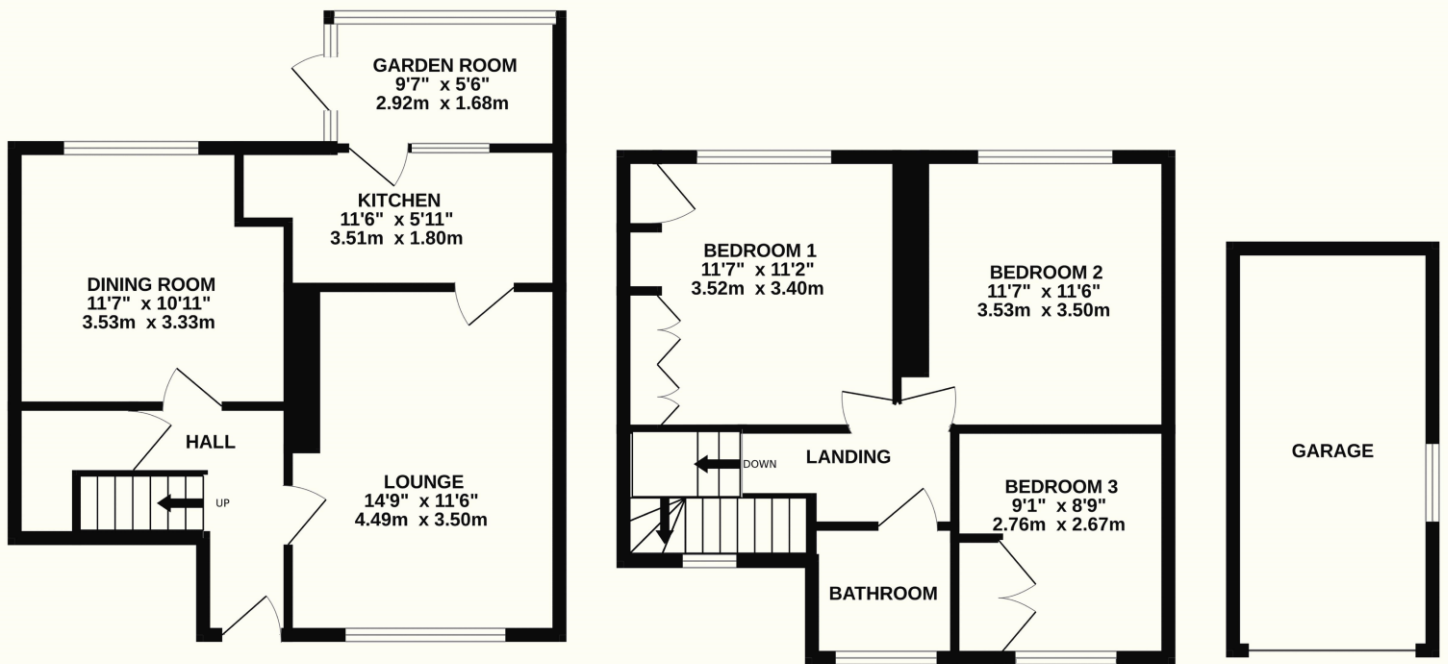 GARDEN ROOM
9'7" x 5'6"
2.92m x 1.68m
KITCHEN
11'6" x 5'11"
3.51m x 1.80m
DINING ROOM
11'7" x 10'11"
3.53m x 3.33m
HALL
UP
LOUNGE
14'9" x 11'6"
4.49m x 3.50m
BEDROOM 1
11'7" x 11'2"
3.52m x 3.40m
BEDROOM 2
11'7" x 11'6"
3.53m x 3.50m
DOWN
LANDING
BEDROOM 3
9'1" x 8'9"
2.76m x 2.67m
BATHROOM
GARAGE